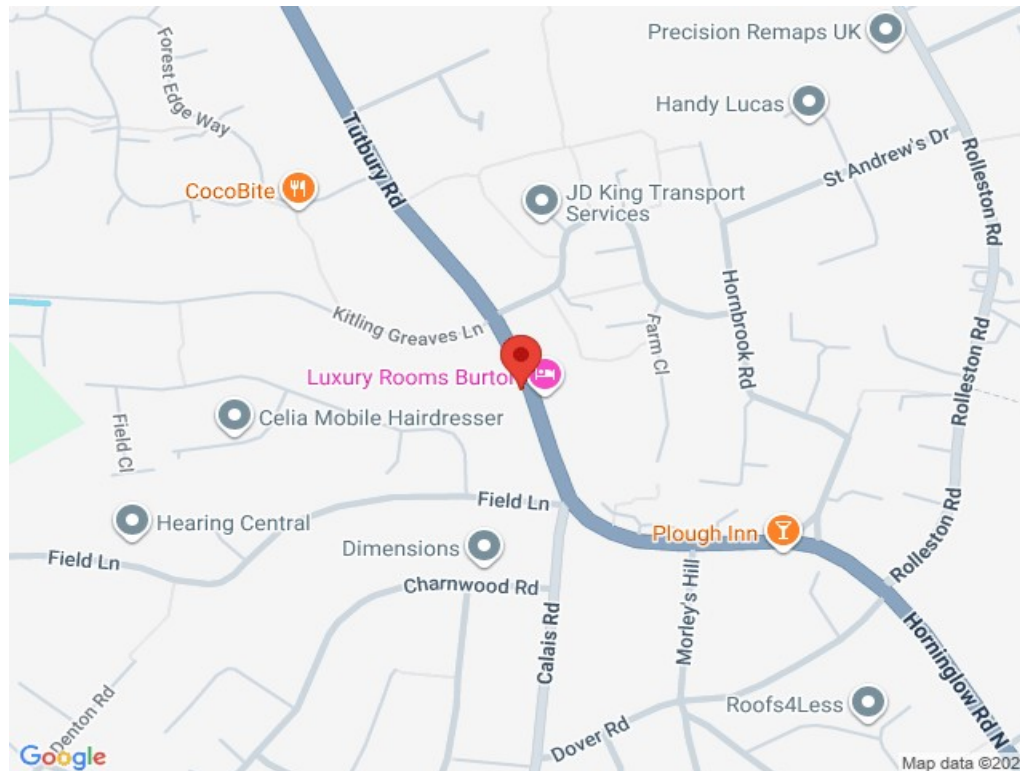 Precision Remaps UK
Handy Lucas
Forest Edge Way
Tutbury Rd
St Andrew's Dr
Rolleston Rd
CocoBite
JD King Transport
Services
Hornbrook Rd
Kitling Greaves Ln
Farm Cl
Rolleston Rd
Luxury Rooms Burton
Celia Mobile Hairdresser
Field Cl
Field Ln
Hearing Central
Plough Inn
Dimensions
Field Ln
Rolleston Rd
Charnwood Rd
Morley's Hill
Calais Rd
Horninglow Rd N
Denton Rd
Roofs4Less
Dover Rd
Google
Map data ©202